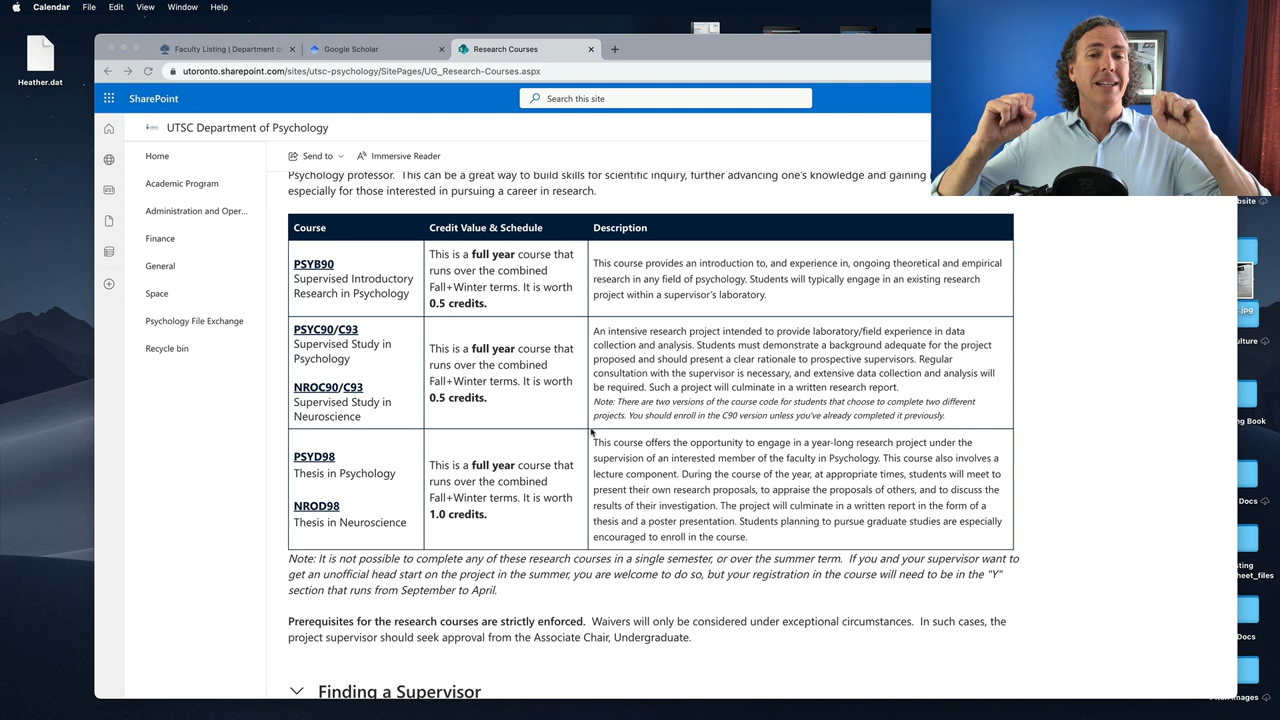 Calendar File Edit View Window Help
Heather.dat
Faculty Listing | Department of
Google Scholar
Research Courses
utoronto.sharepoint.com/sites/utsc-psychology/SitePages/UG_Research-Courses.aspx
SharePoint
Search this site
UTSC Department of Psychology
Home
Academic Program
Administration and Oper...
Finance
General
Space
Psychology File Exchange
Recycle bin
Send to
Immersive Reader
Psychology professor. This can be a great way to build skills for scientific inquiry, further advancing one's knowledge and gaining
especially for those interested in pursuing a career in research.
Course Credit Value & Schedule Description
PSYB90
Supervised Introductory
Research in Psychology
This is a full year course that
runs over the combined
Fall+Winter terms. It is worth
0.5 credits.
This course provides an introduction to, and experience in, ongoing theoretical and empirical
research in any field of psychology. Students will typically engage in an existing research
project within a supervisor's laboratory.
PSYC90/C93
Supervised Study in
Psychology
NROC90/C93
Supervised Study in
Neuroscience
This is a full year course that
runs over the combined
Fall+Winter terms. It is worth
0.5 credits.
An intensive research project intended to provide laboratory/field experience in data
collection and analysis. Students must demonstrate a background adequate for the project
proposed and should present a clear rationale to prospective supervisors. Regular
consultation with the supervisor is necessary, and extensive data collection and analysis will
be required. Such a project will culminate in a written research report.
Note: There are two versions of the course code for students that choose to complete two different
projects. You should enroll in the C90 version unless you've already completed it previously.
PSYD98
Thesis in Psychology
NROD98
Thesis in Neuroscience
This is a full year course that
runs over the combined
Fall+Winter terms. It is worth
1.0 credits.
This course offers the opportunity to engage in a year-long research project under the
supervision of an interested member of the faculty in Psychology. This course also involves a
lecture component. During the course of the year, at appropriate times, students will meet to
present their own research proposals, to appraise the proposals of others, and to discuss the
results of their investigation. The project will culminate in a written report in the form of a
thesis and a poster presentation. Students planning to pursue graduate studies are especially
encouraged to enroll in the course.
Note: It is not possible to complete any of these research courses in a single semester, or over the summer term. If you and your supervisor want to
get an unofficial head start on the project in the summer, you are welcome to do so, but your registration in the course will need to be in the "Y"
section that runs from September to April.
Prerequisites for the research courses are strictly enforced. Waivers will only be considered under exceptional circumstances. In such cases, the
project supervisor should seek approval from the Associate Chair, Undergraduate.
Finding a Supervisor
.jpg
Docs
Docs